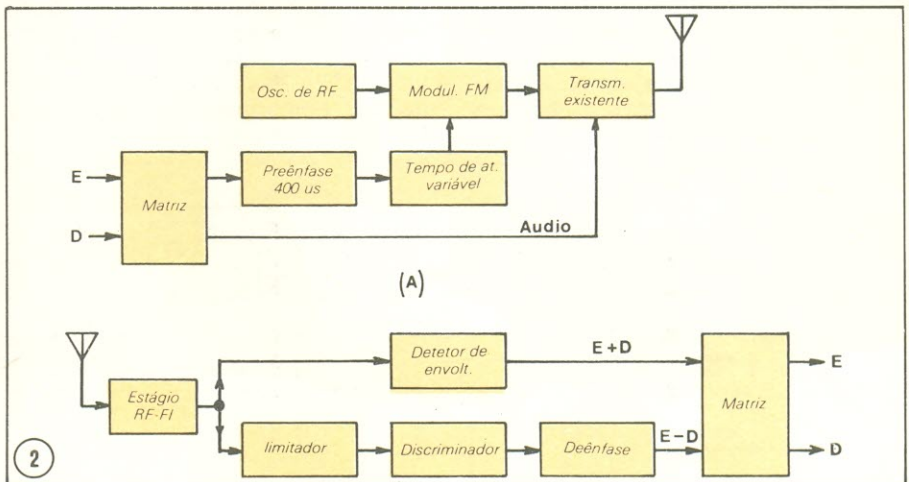 Osc. de RF
Modul. FM
Transm.
existente
E
D
Matriz
Preênfase
400 us
Tempo de at.
variável
Audio
(A)
Estágio
RF-FI
Detetor de
envolt.
E+D
limitador
Discriminador
Deênfase
E-D
Matriz
E
D
2